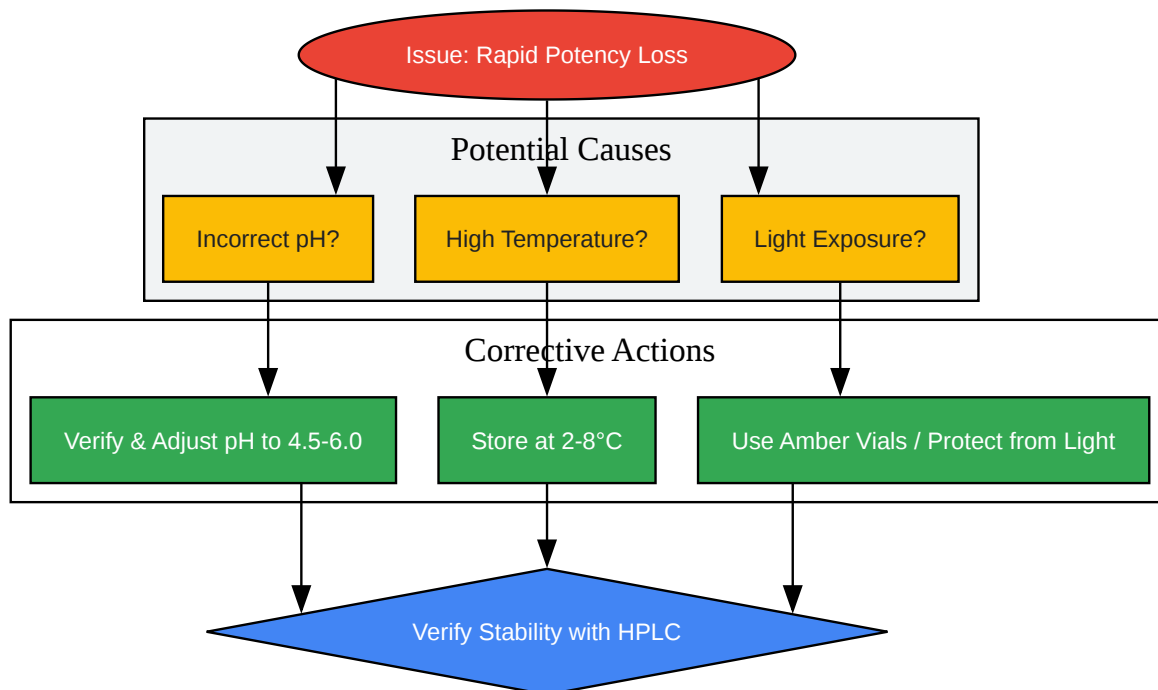 Issue: Rapid Potency Loss
Potential Causes
Incorrect pH?
High Temperature?
Light Exposure?
Corrective Actions
Verify & Adjust pH to 4.5-6.0
Store at 2-8°C
Use Amber Vials / Protect from Light
Verify Stability with HPLC